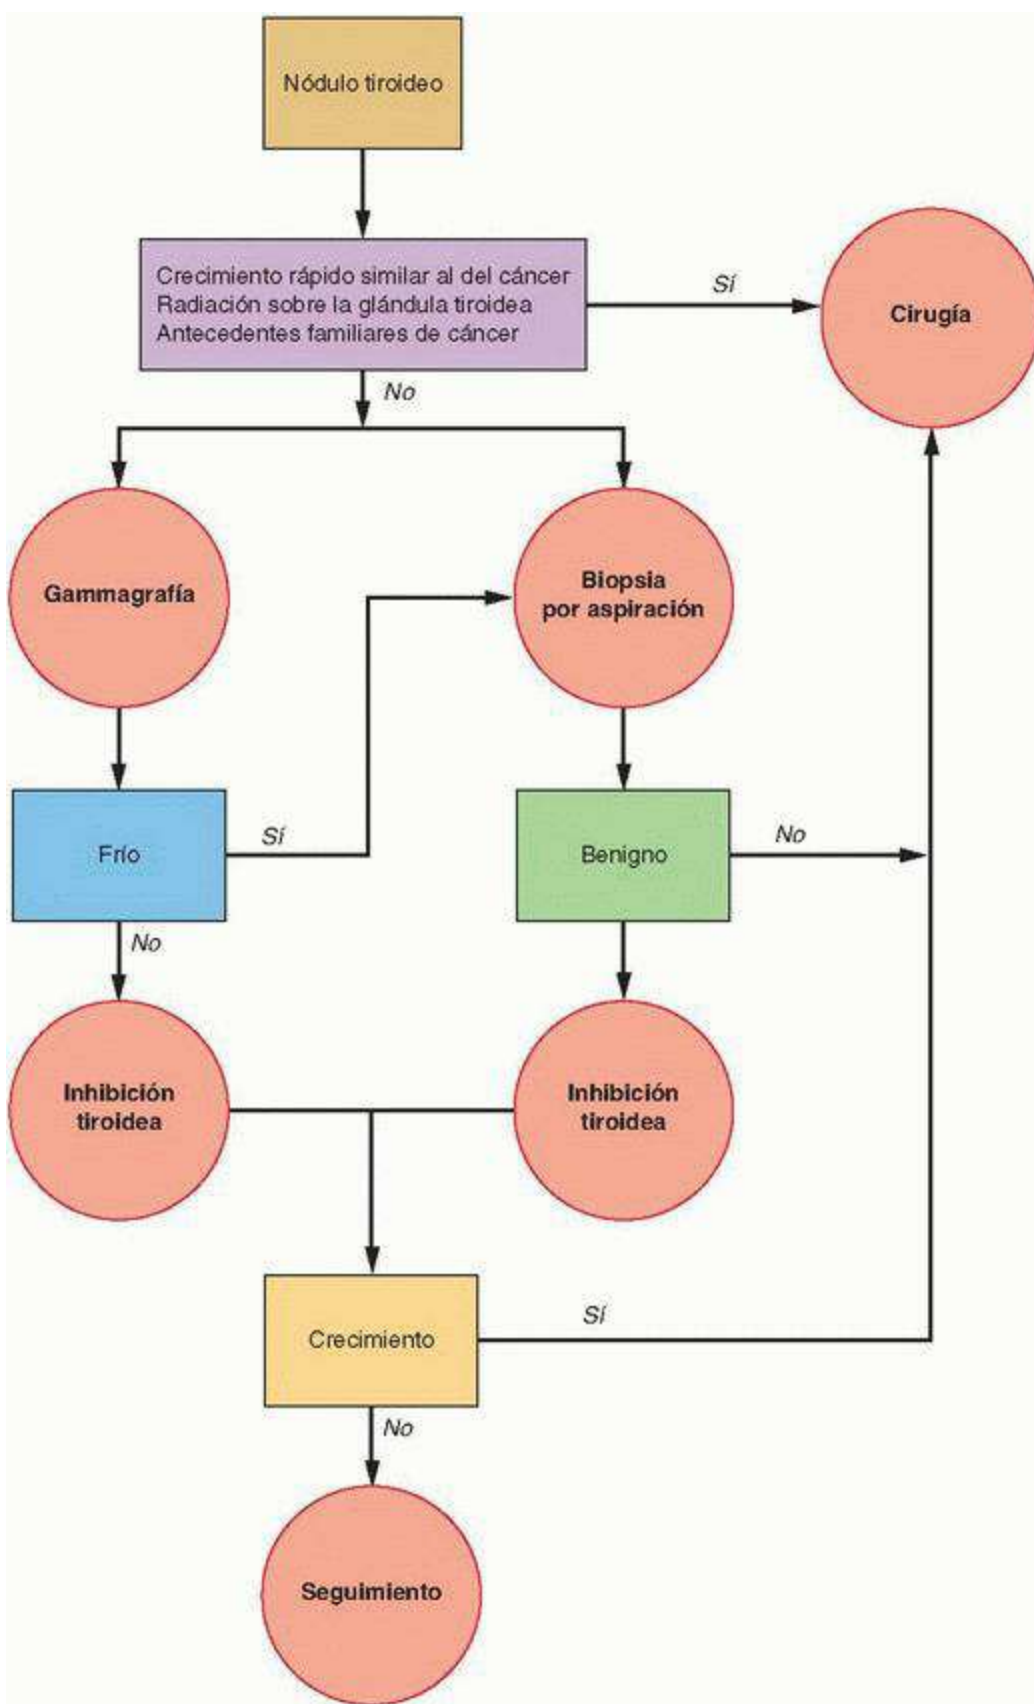 Nódulo tiroideo
Crecimiento rápido similar al del cáncer
Radiación sobre la glándula tiroidea
Antecedentes familiares de cáncer
Sí
Cirugía
No
Gammagrafía
Biopsia
por aspiración
Frío
Sí
Benigno
No
No
Inhibición
tiroidea
Inhibición
tiroidea
Crecimiento
Sí
No
Seguimiento